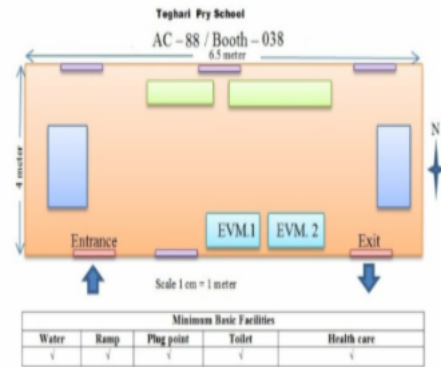 Teghari Pry School
AC – 88 / Booth – 038
6.5 meter
4 meter
N
EVM.1 EVM. 2
Entrance Exit
Scale 1 cm = 1 meter
Minimum Basic Facilities
Water Ramp Plug point Toilet Health care
√ √ √ √ √